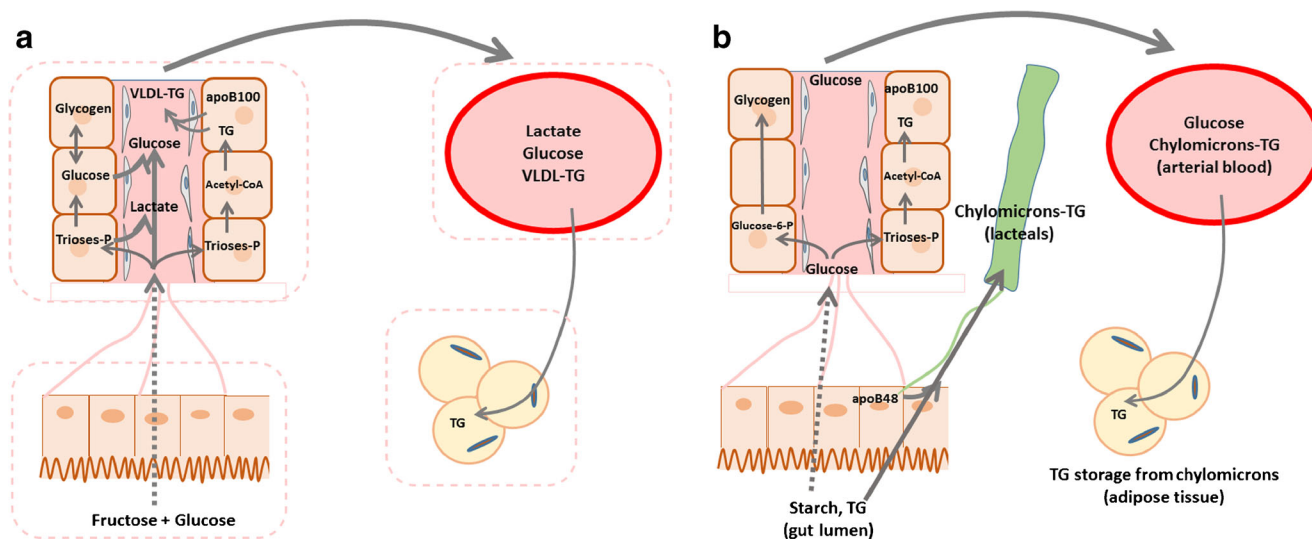 a
VLDL-TG
apoB100
Glycogen
TG
Glucose
Glucose
Acetyl-CoA
Lactate
Trioses-P
Trioses-P
Fructose + Glucose
Lactate
Glucose
VLDL-TG
TG
b
Glucose
apoB100
Glycogen
TG
Acetyl-CoA
Glucose-6-P
Trioses-P
Glucose
Chylomicrons-TG
(lacteals)
apoB48
Starch, TG
(gut lumen)
Glucose
Chylomicrons-TG
(arterial blood)
TG
TG storage from chylomicrons
(adipose tissue)